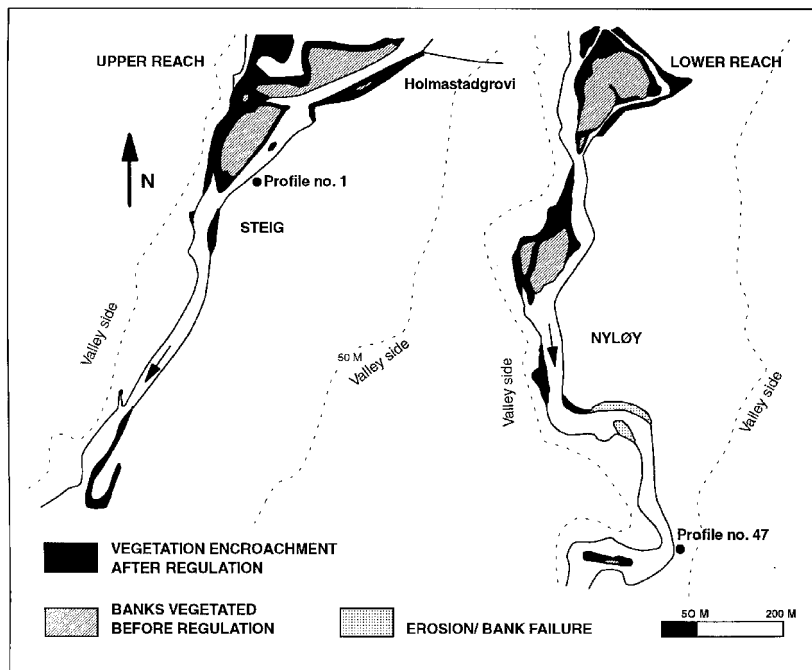 UPPER REACH
Holmastadgrovi
LOWER REACH
N
Profile no. 1
STEIG
Valley side
50 M
Valley side
NYLØY
Valley side
Valley side
Profile no. 47
VEGETATION ENCROACHMENT
AFTER REGULATION
BANKS VEGETATED
BEFORE REGULATION
EROSION/ BANK FAILURE
50 M
200 M